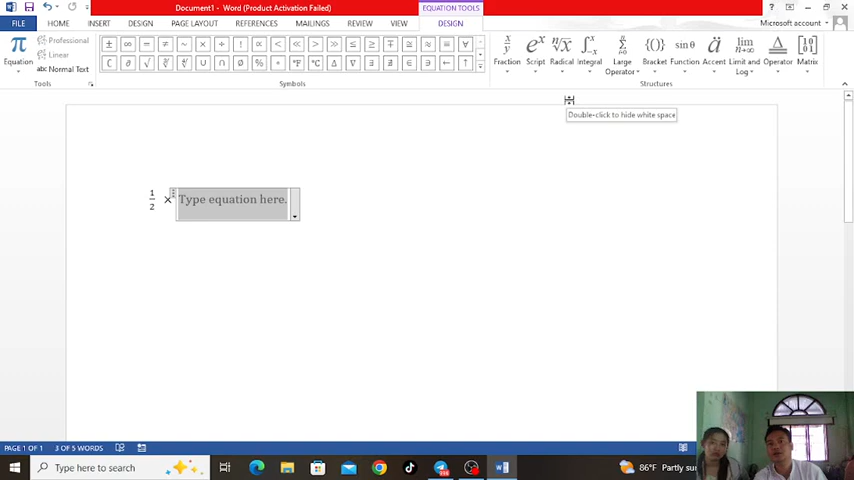 Document1 - Word (Product Activation Failed)
EQUATION TOOLS
FILE HOME INSERT DESIGN PAGE LAYOUT REFERENCES MAILINGS REVIEW VIEW DESIGN
Microsoft account
π Equation
Professional
Linear
abc Normal Text
± ∞ = ≠ ~ × ÷ ! ∝ < ≪ > ≫ ≤ ≥ ∓ ≅ ≈ ≡ ∀
∁ ∂ √ ∛ ∜ ∪ ∩ ∅ % ° ℉ ℃ ∆ ∇ ∃ ∄ ∈ ∋ ← ↑
x/y Fraction
eˣ Script
ⁿ√x Radical
Integral
Large Operator
{()} Bracket
sin θ Function
ä Accent
lim n→∞ Limit and Log
Operator
Matrix
Tools Symbols Structures
Double-click to hide white space
1/2 × Type equation here.
PAGE 1 OF 1 3 OF 5 WORDS
Type here to search
86°F Partly su